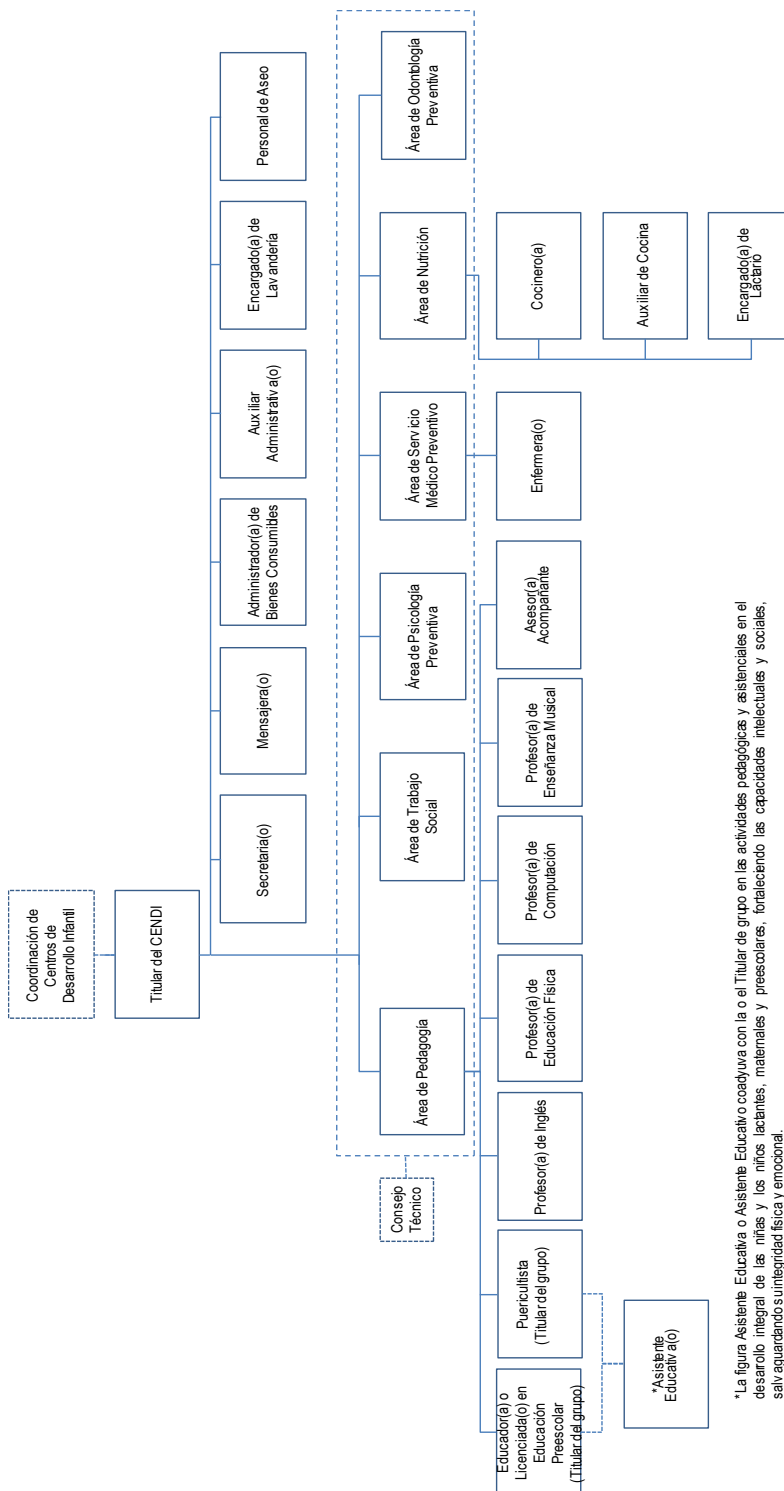 Coordinación de
Centros de
Desarrollo Infantil
Titular del CENDI
Secretaria(o)
Mensajera(o)
Administrador(a) de
Bienes Consumibles
Auxiliar
Administrativa(o)
Encargado(a) de
Lavandería
Personal de Aseo
Consejo
Técnico
Área de Pedagogía
Área de Trabajo
Social
Área de Psicología
Preventiva
Área de Servicio
Médico Preventivo
Área de Nutrición
Área de Odontología
Preventiva
Educador(a) o
Licenciada(o) en
Educación
Preescolar
(Titular del grupo)
Puericultista
(Titular del grupo)
Profesor(a) de Inglés
Profesor(a) de
Educación Física
Profesor(a) de
Computación
Profesor(a) de
Enseñanza Musical
Asesor(a)
Acompañante
Enfermera(o)
Cocinero(a)
Auxiliar de Cocina
Encargado(a) de
Lactario
*Asistente
Educativa(o)
*La figura Asistente Educativa o Asistente Educativo coadyuva con la o el Titular de grupo en las actividades pedagógicas y asistenciales en el
desarrollo integral de las niñas y los niños lactantes, maternales y preescolares, fortaleciendo las capacidades intelectuales y sociales,
salvaguardando su integridad física y emocional.